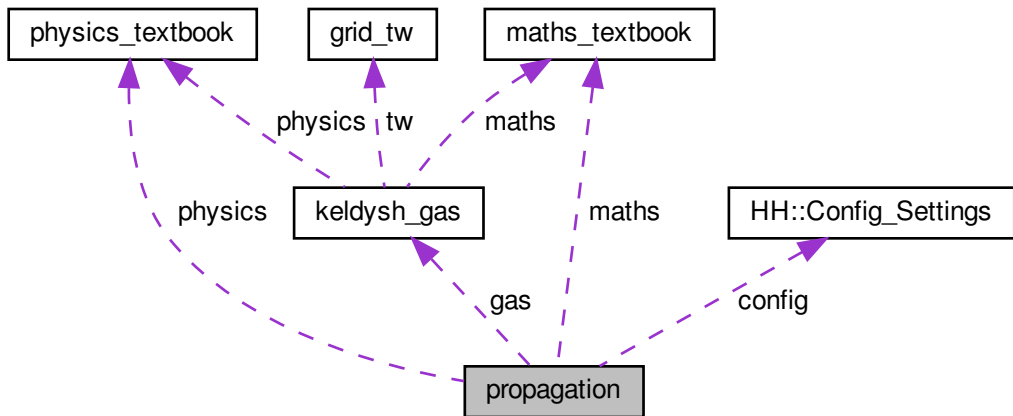 physics_textbook
grid_tw
maths_textbook
physics
tw
maths
keldysh_gas
HH::Config_Settings
physics
maths
gas
config
propagation